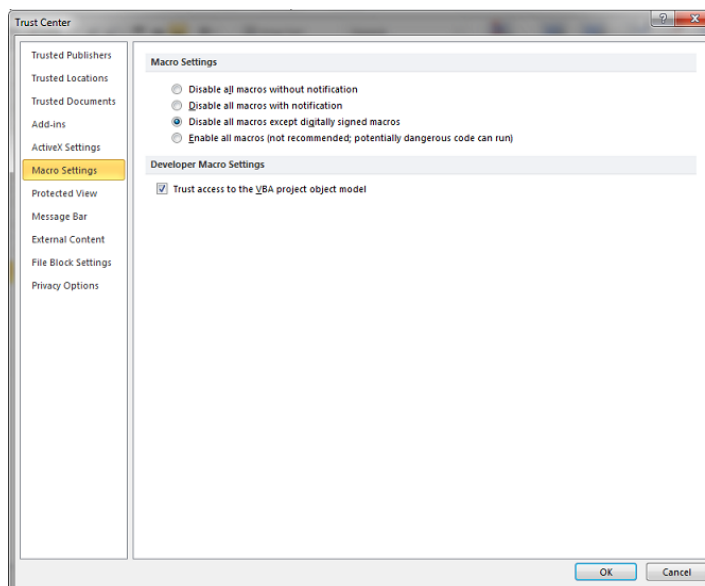 Trust Center
Trusted Publishers
Trusted Locations
Trusted Documents
Add-ins
ActiveX Settings
Macro Settings
Protected View
Message Bar
External Content
File Block Settings
Privacy Options
Macro Settings
Disable all macros without notification
Disable all macros with notification
Disable all macros except digitally signed macros
Enable all macros (not recommended; potentially dangerous code can run)
Developer Macro Settings
Trust access to the VBA project object model
OK
Cancel